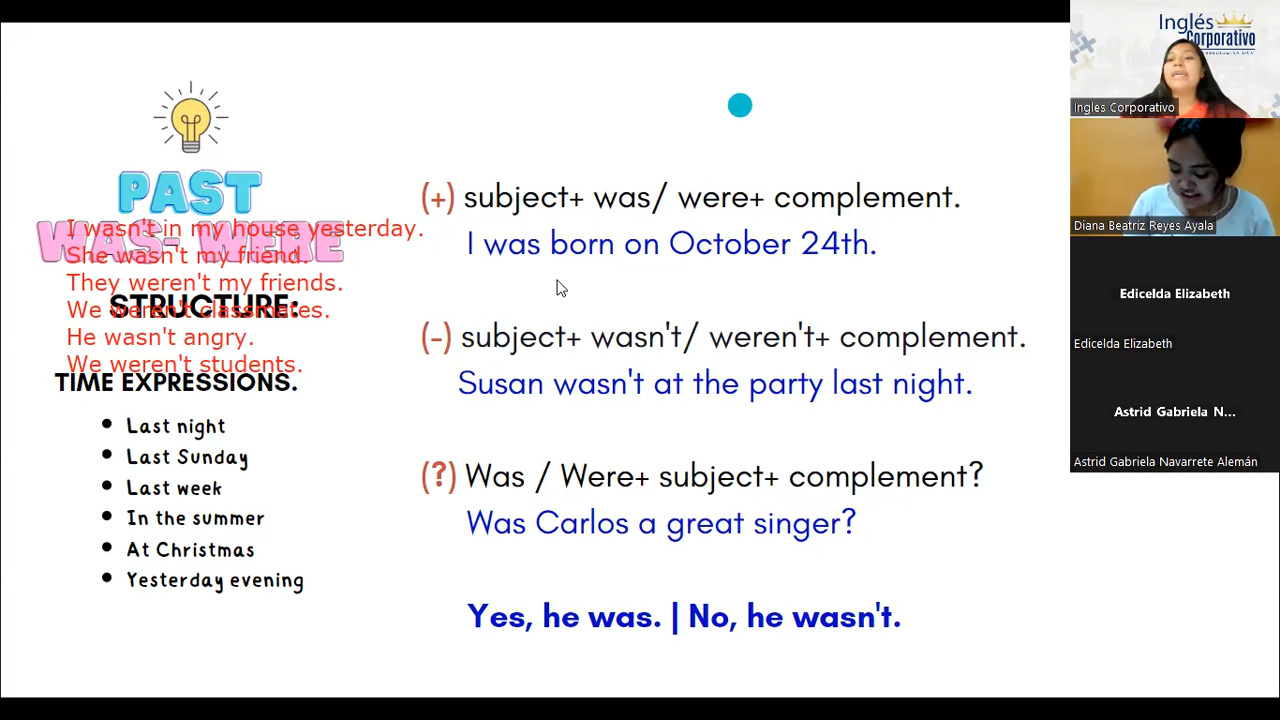 PAST
WAS- WERE
I wasn't in my house yesterday.
She wasn't my friend.
They weren't my friends.
We weren't classmates.
He wasn't angry.
We weren't students.
STRUCTURE:
TIME EXPRESSIONS.
Last night
Last Sunday
Last week
In the summer
At Christmas
Yesterday evening
(+) subject+ was/ were+ complement.
I was born on October 24th.
(-) subject+ wasn't/ weren't+ complement.
Susan wasn't at the party last night.
(?) Was / Were+ subject+ complement?
Was Carlos a great singer?
Yes, he was. | No, he wasn't.
Inglés
Corporativo
Ingles Corporativo
Diana Beatriz Reyes Ayala
Edicelda Elizabeth
Edicelda Elizabeth
Astrid Gabriela N...
Astrid Gabriela Navarrete Alemán